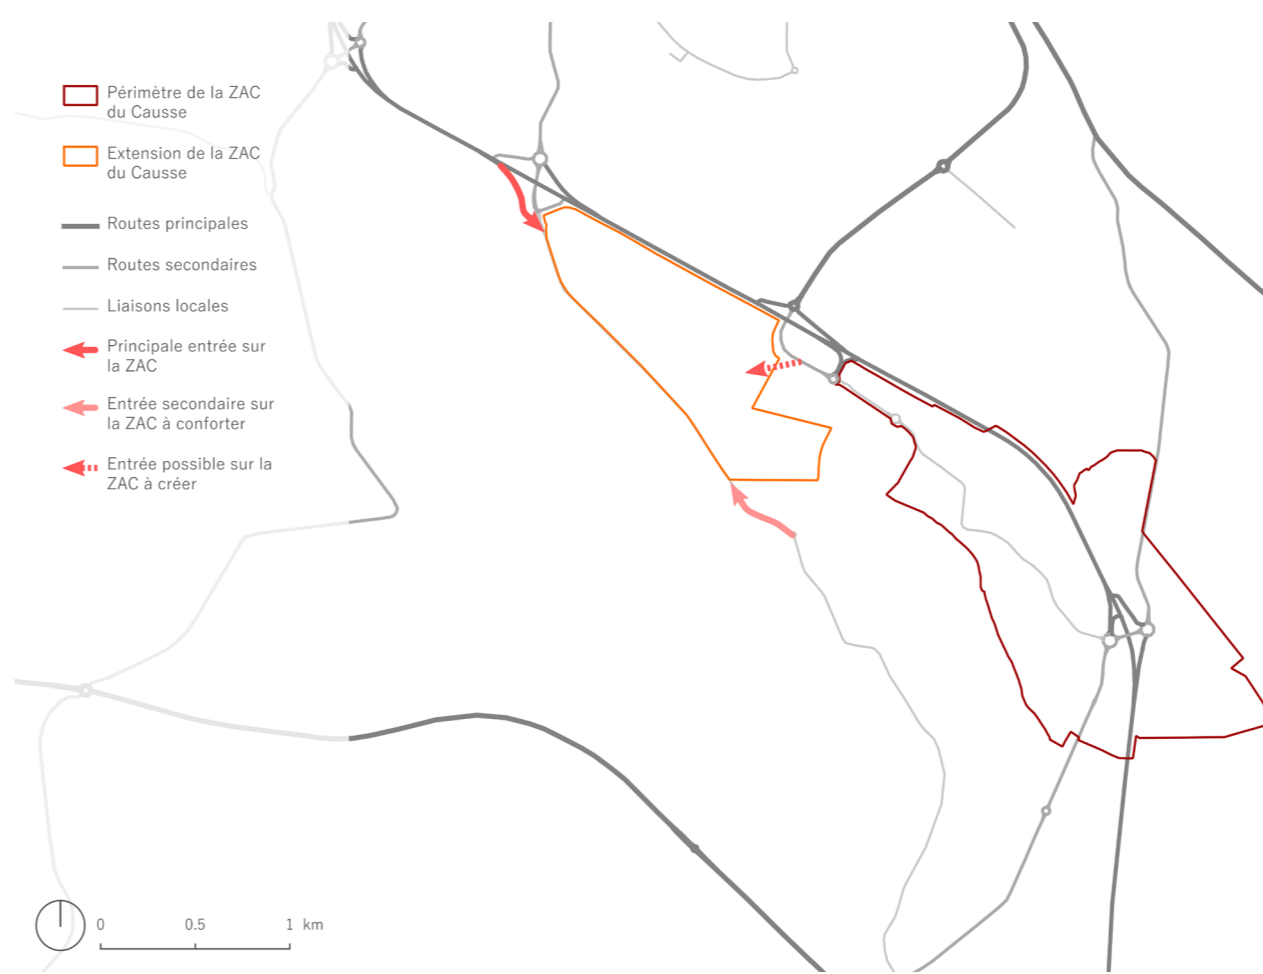 Périmètre de la ZAC
du Causse
Extension de la ZAC
du Causse
Routes principales
Routes secondaires
Liaisons locales
Principale entrée sur
la ZAC
Entrée secondaire sur
la ZAC à conforter
Entrée possible sur la
ZAC à créer
0 0.5 1 km